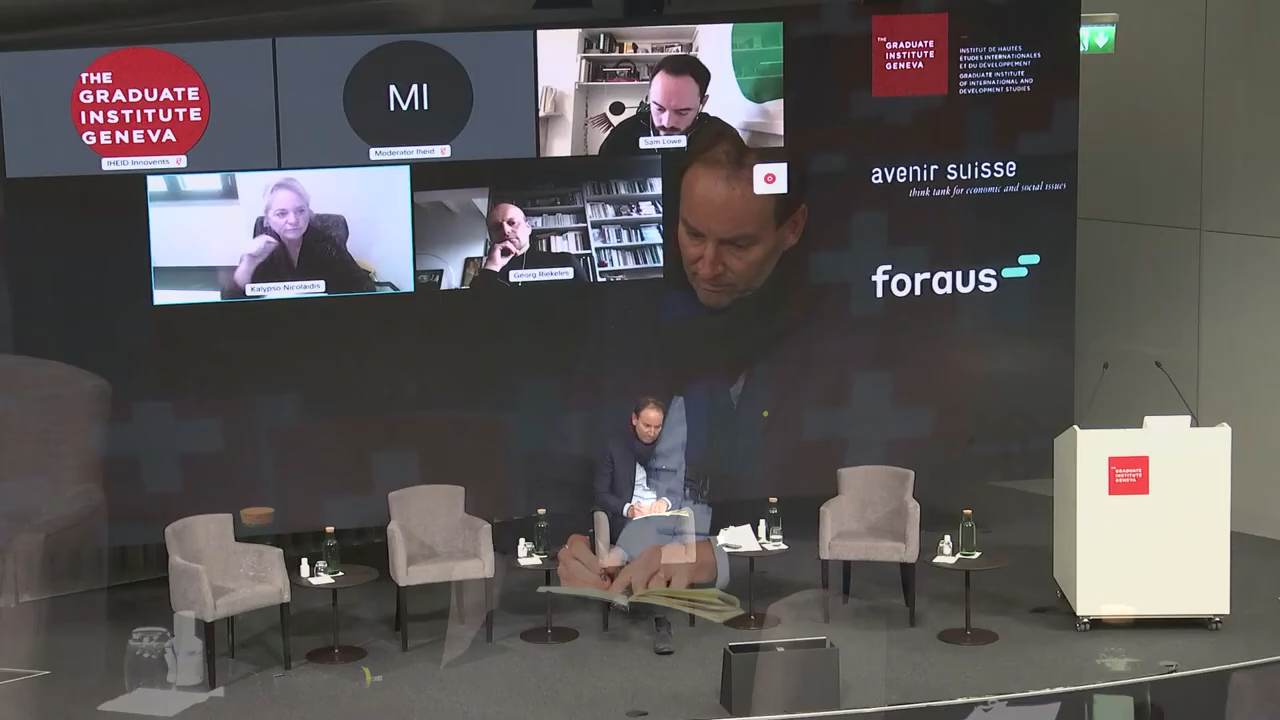 THE
GRADUATE
INSTITUTE
GENEVA
IHEID Innovents
MI
Moderator Iheid
Sam Lowe
Kalypso Nicolaidis
Georg Riekeles
THE
GRADUATE
INSTITUTE
GENEVA
INSTITUT DE HAUTES
ÉTUDES INTERNATIONALES
ET DU DÉVELOPPEMENT
GRADUATE INSTITUTE
OF INTERNATIONAL AND
DEVELOPMENT STUDIES
avenir suisse
think tank for economic and social issues
foraus
THE
GRADUATE
INSTITUTE
GENEVA